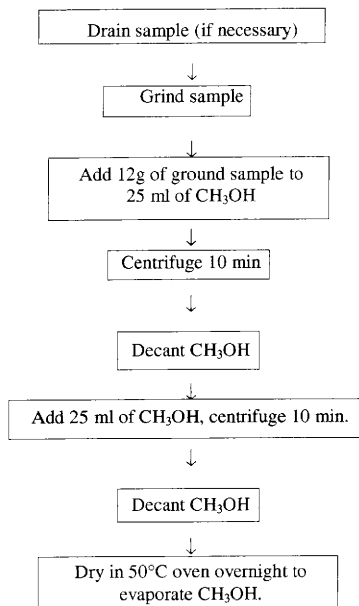 Drain sample (if necessary)
Grind sample
Add 12g of ground sample to
25 ml of CH₃OH
Centrifuge 10 min
Decant CH₃OH
Add 25 ml of CH₃OH, centrifuge 10 min.
Decant CH₃OH
Dry in 50°C oven overnight to
evaporate CH₃OH.